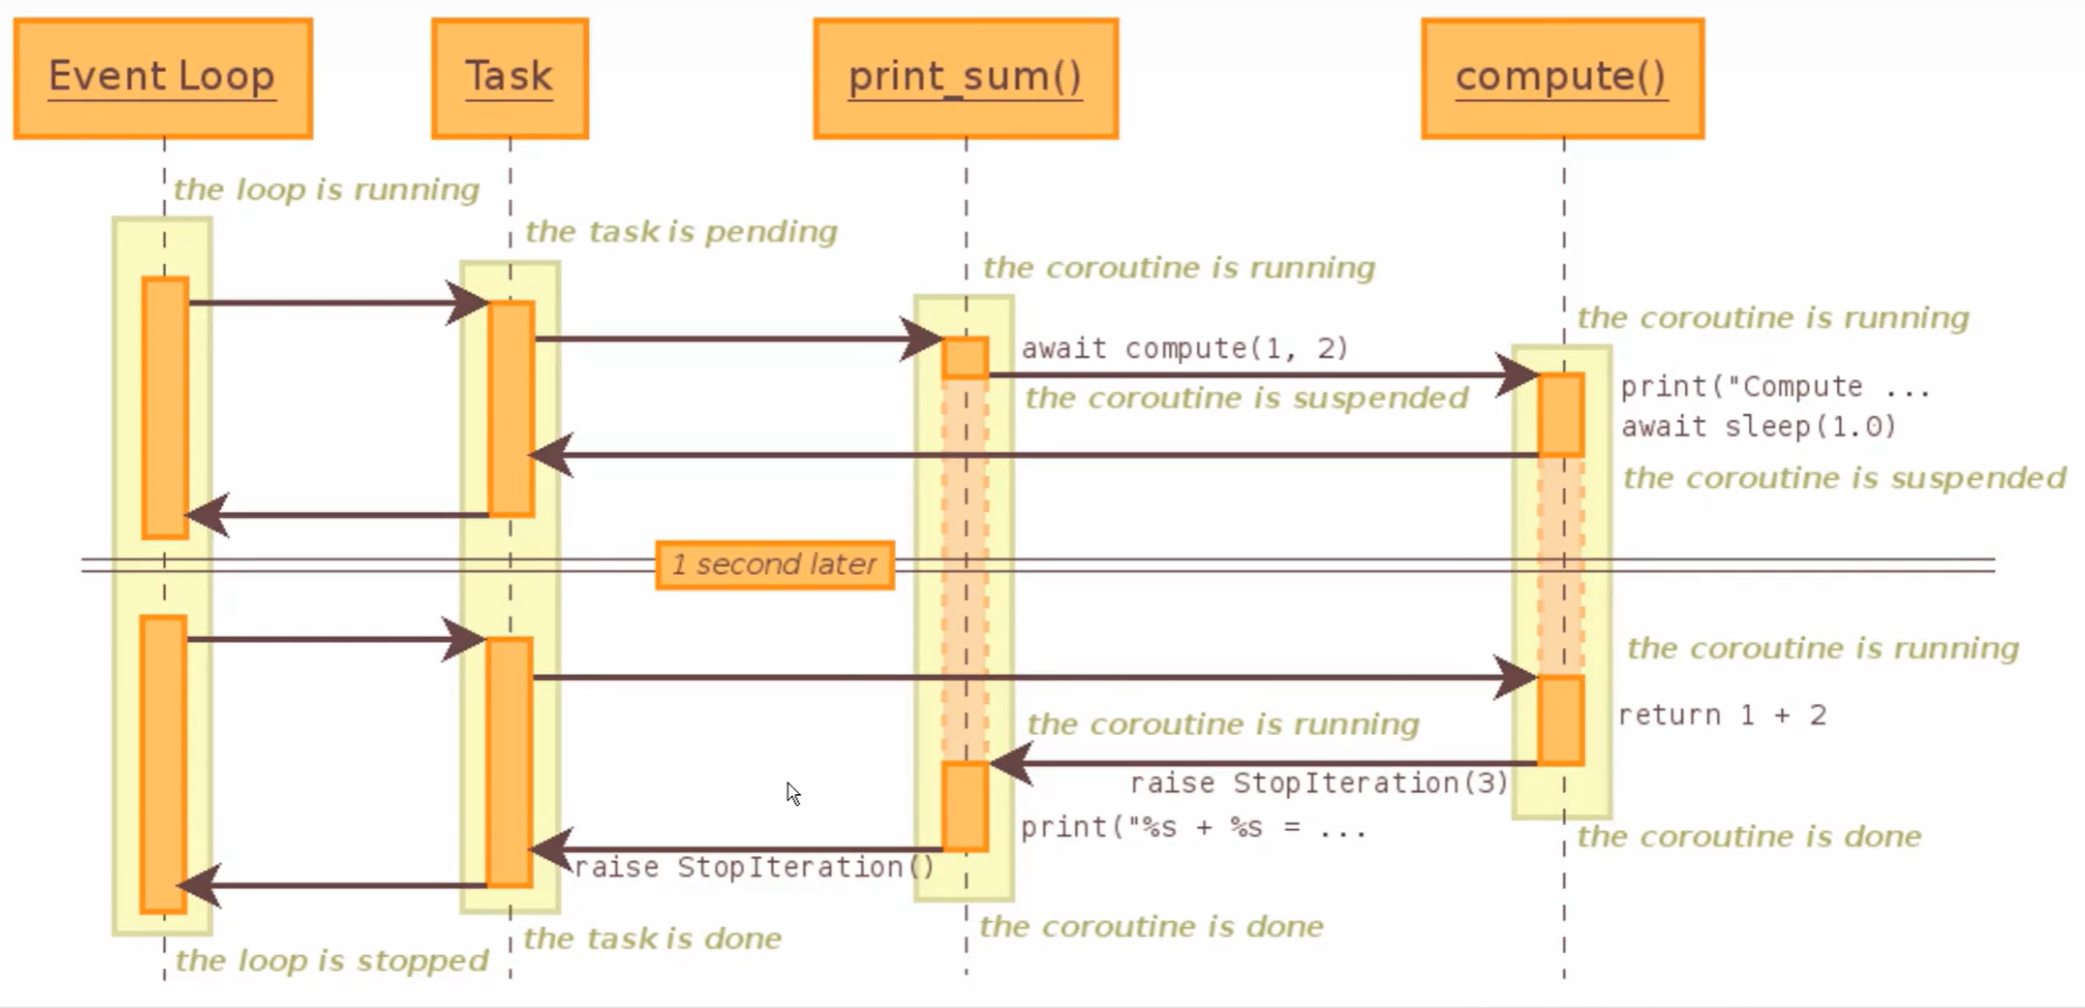 Event Loop
Task
print_sum()
compute()
the loop is running
the task is pending
the coroutine is running
the coroutine is running
await compute(1, 2)
print("Compute ...
the coroutine is suspended
await sleep(1.0)
the coroutine is suspended
1 second later
the coroutine is running
return 1 + 2
the coroutine is running
raise StopIteration(3)
print("%s + %s = ...
the coroutine is done
raise StopIteration()
the coroutine is done
the task is done
the loop is stopped